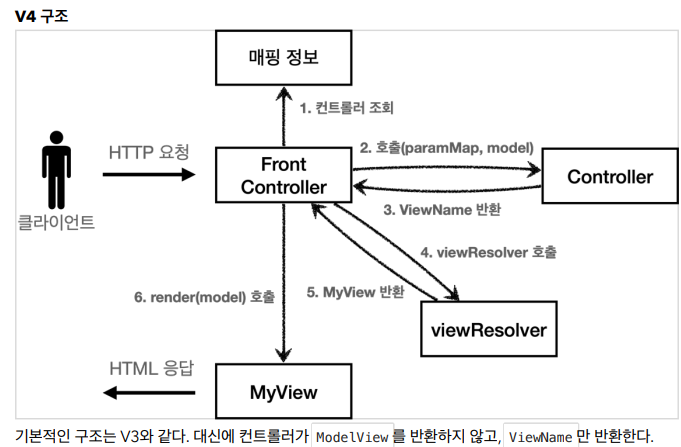 V4 구조
매핑 정보
1. 컨트롤러 조회
HTTP 요청
2. 호출(paramMap, model)
Front
Controller
Controller
3. ViewName 반환
클라이언트
4. viewResolver 호출
5. MyView 반환
6. render(model) 호출
viewResolver
HTML 응답
MyView
기본적인 구조는 V3와 같다. 대신에 컨트롤러가 ModelView 를 반환하지 않고, ViewName 만 반환한다.